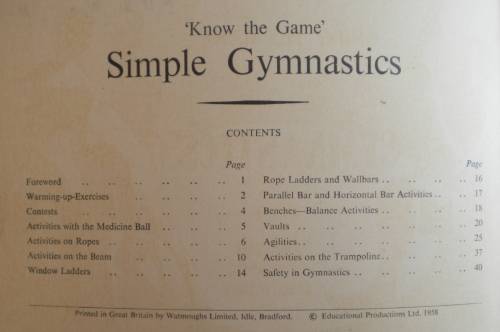 'Know the Game'
Simple Gymnastics
CONTENTS
Page
Foreword .. .. .. .. .. 1
Warming-up-Exercises .. .. .. 2
Contests .. .. .. .. .. 4
Activities with the Medicine Ball .. .. 5
Activities on Ropes .. .. .. .. 6
Activities on the Beam .. .. .. 10
Window Ladders .. .. .. .. 14
Page
Rope Ladders and Wallbars .. .. .. 16
Parallel Bar and Horizontal Bar Activities .. .. 17
Benches—Balance Activities .. .. .. 18
Vaults .. .. .. .. .. 20
Agilities .. .. .. .. .. 25
Activities on the Trampoline .. .. .. 37
Safety in Gymnastics .. .. .. .. 40
Printed in Great Britain by Watmoughs Limited, Idle, Bradford. © Educational Productions Ltd. 1958